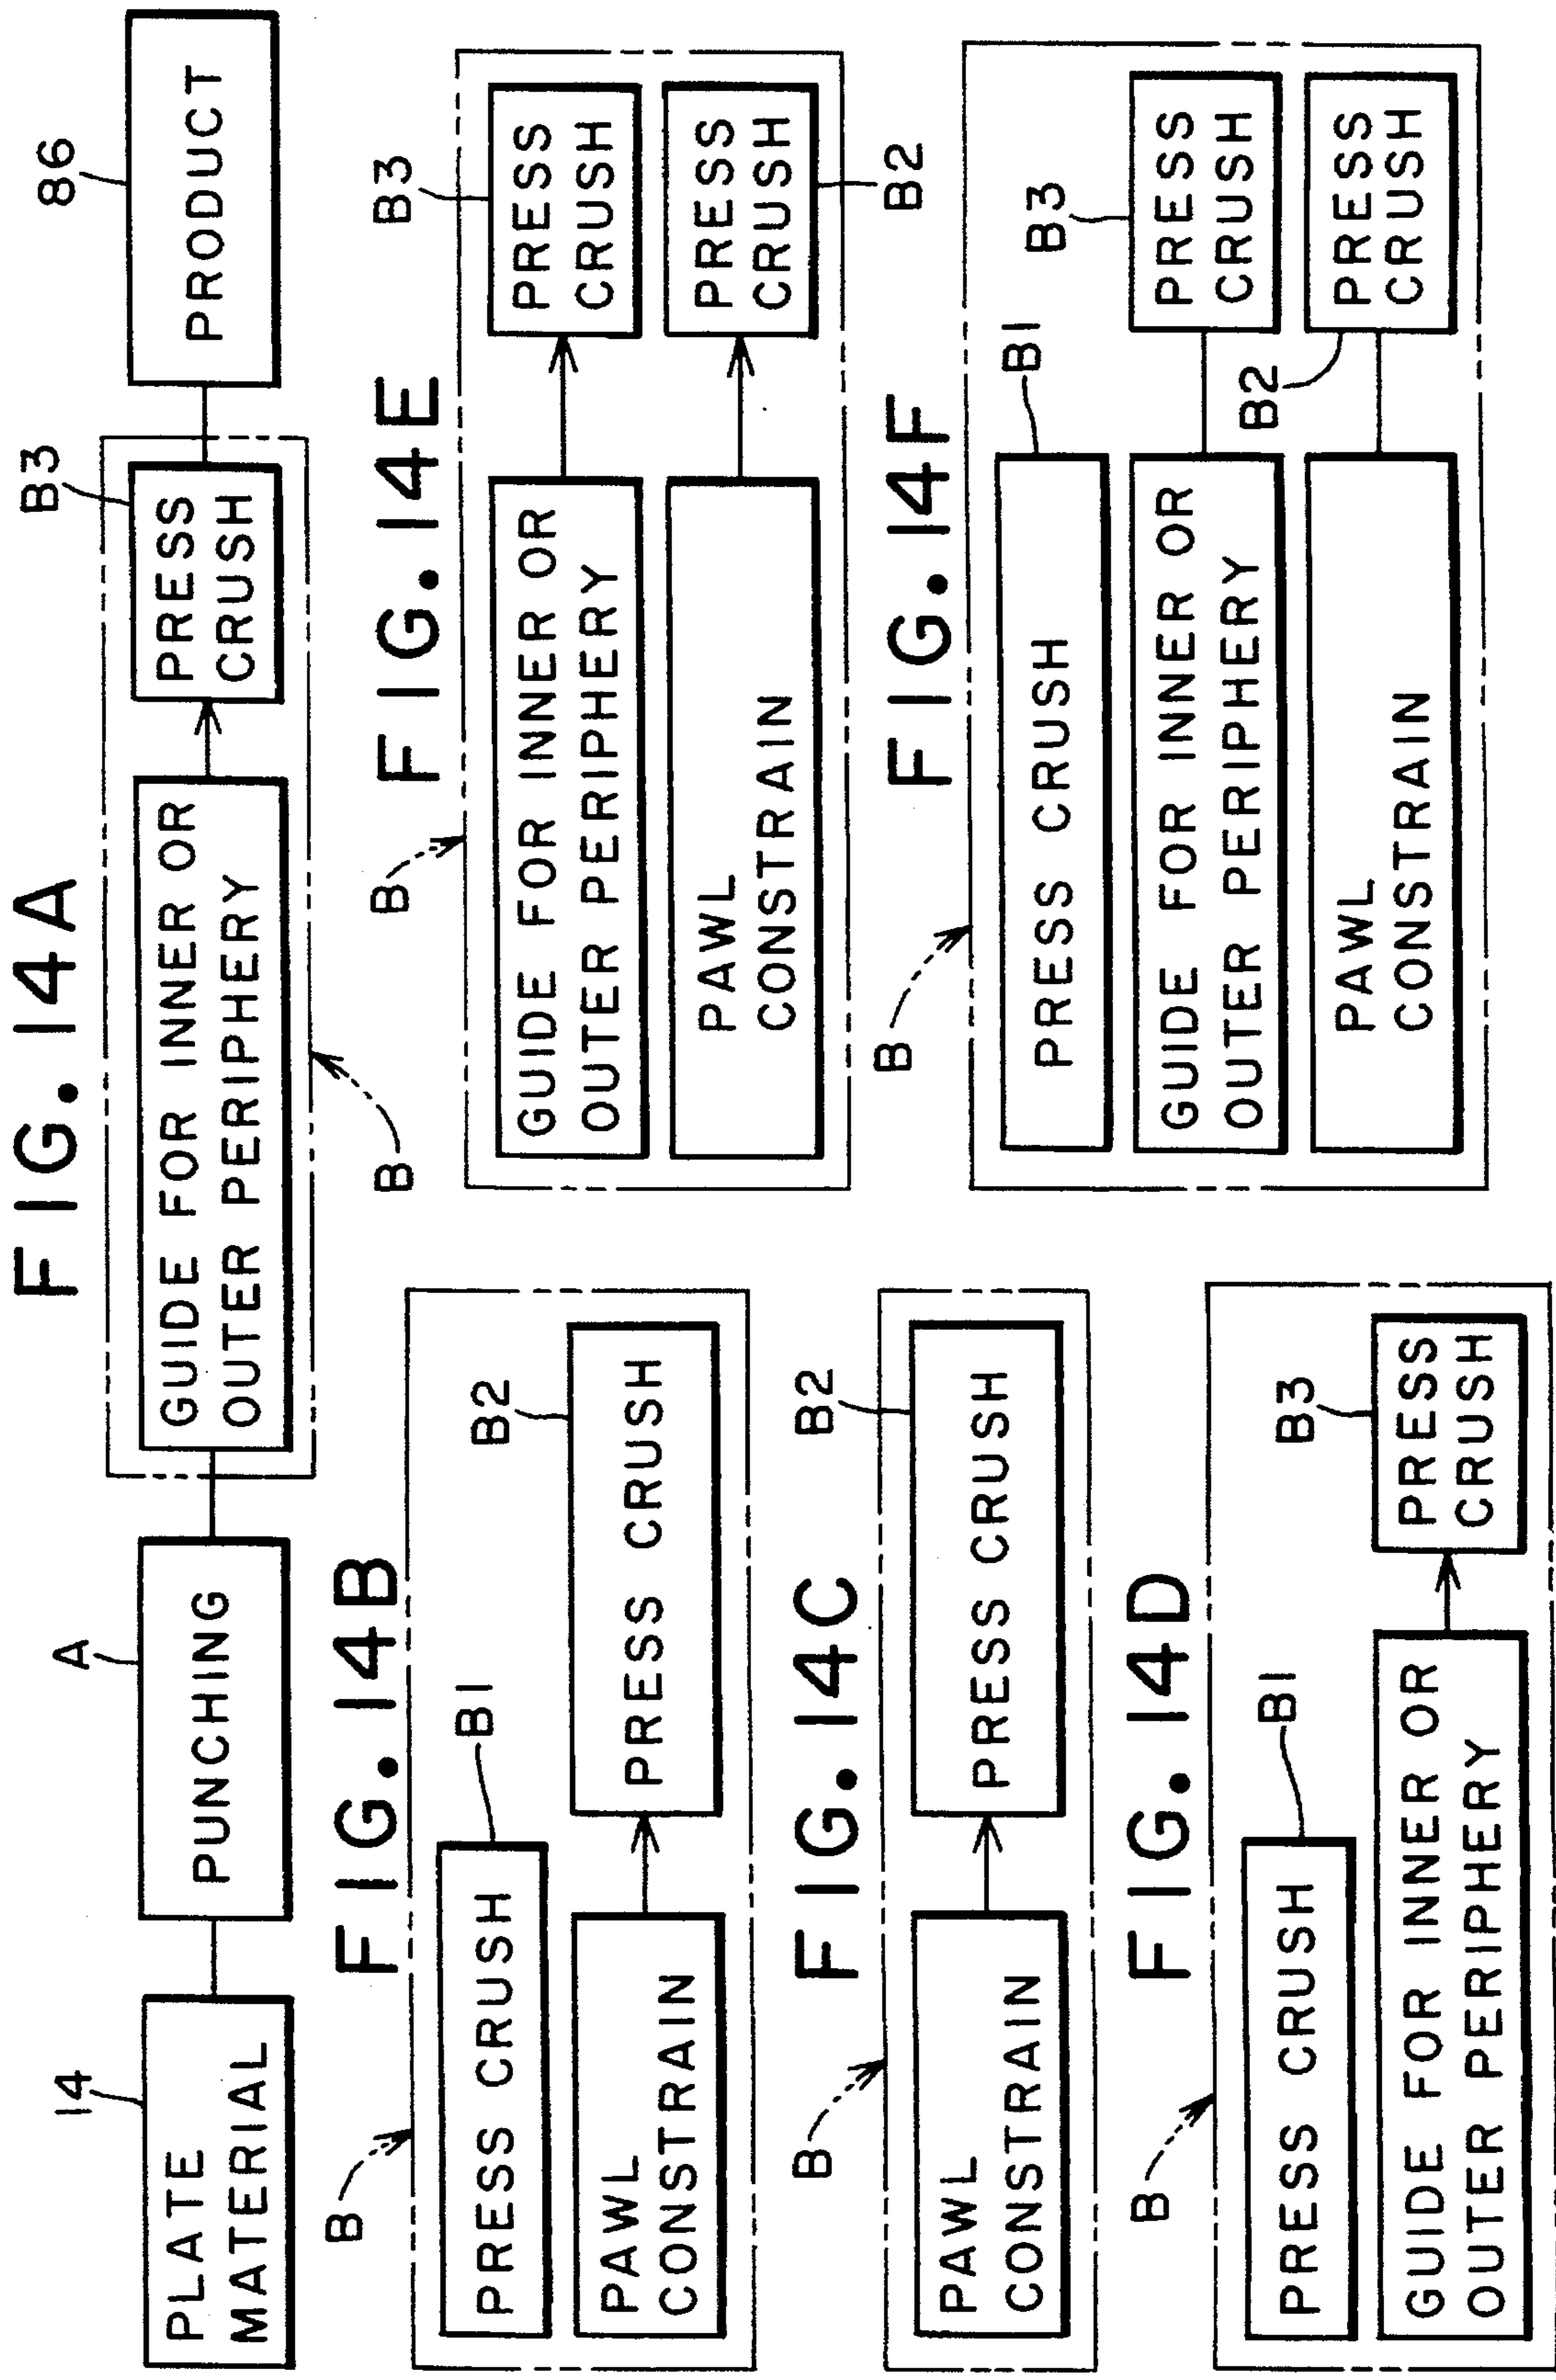 FIG. 14A
14
PLATE
MATERIAL
A
PUNCHING
GUIDE FOR INNER OR
OUTER PERIPHERY
B3
PRESS
CRUSH
86
PRODUCT
B
FIG. 14B
B
B1
PRESS CRUSH
PAWL
CONSTRAIN
B2
PRESS CRUSH
FIG. 14C
B
PAWL
CONSTRAIN
B2
PRESS CRUSH
FIG. 14D
B
B1
PRESS CRUSH
GUIDE FOR INNER OR
OUTER PERIPHERY
B3
PRESS
CRUSH
FIG. 14E
B
GUIDE FOR INNER OR
OUTER PERIPHERY
B3
PRESS
CRUSH
PAWL
CONSTRAIN
PRESS
CRUSH
B2
FIG. 14F
B
B1
PRESS CRUSH
GUIDE FOR INNER OR
OUTER PERIPHERY
B3
PRESS
CRUSH
PAWL
CONSTRAIN
B2
PRESS
CRUSH